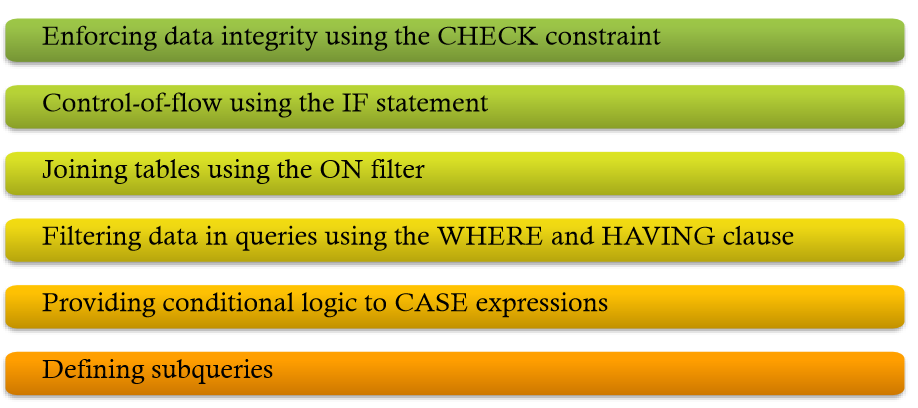 Enforcing data integrity using the CHECK constraint
Control-of-flow using the IF statement
Joining tables using the ON filter
Filtering data in queries using the WHERE and HAVING clause
Providing conditional logic to CASE expressions
Defining subqueries